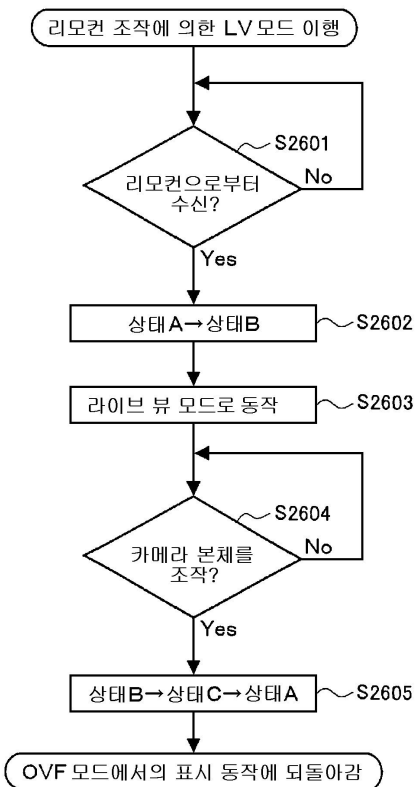 리모컨 조작에 의한 LV 모드 이행
S2601
리모컨으로부터
수신?
No
Yes
상태A→상태B
S2602
라이브 뷰 모드로 동작
S2603
S2604
카메라 본체를
조작?
No
Yes
상태B→상태C→상태A
S2605
OVF 모드에서의 표시 동작에 되돌아감